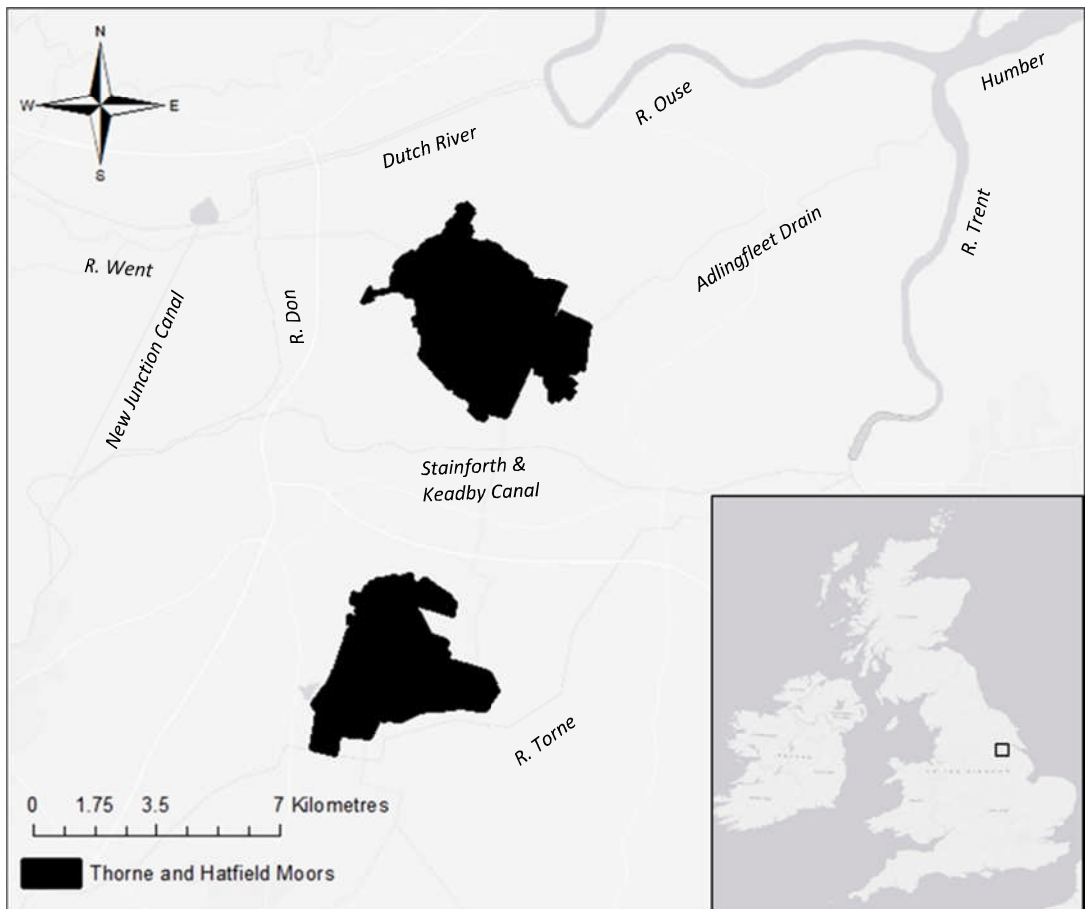 N
W
E
S
Humber
R. Ouse
Dutch River
R. Trent
Adlingfleet Drain
R. Went
New Junction Canal
R. Don
Stainforth &
Keadby Canal
R. Torne
0 1.75 3.5 7 Kilometres
Thorne and Hatfield Moors